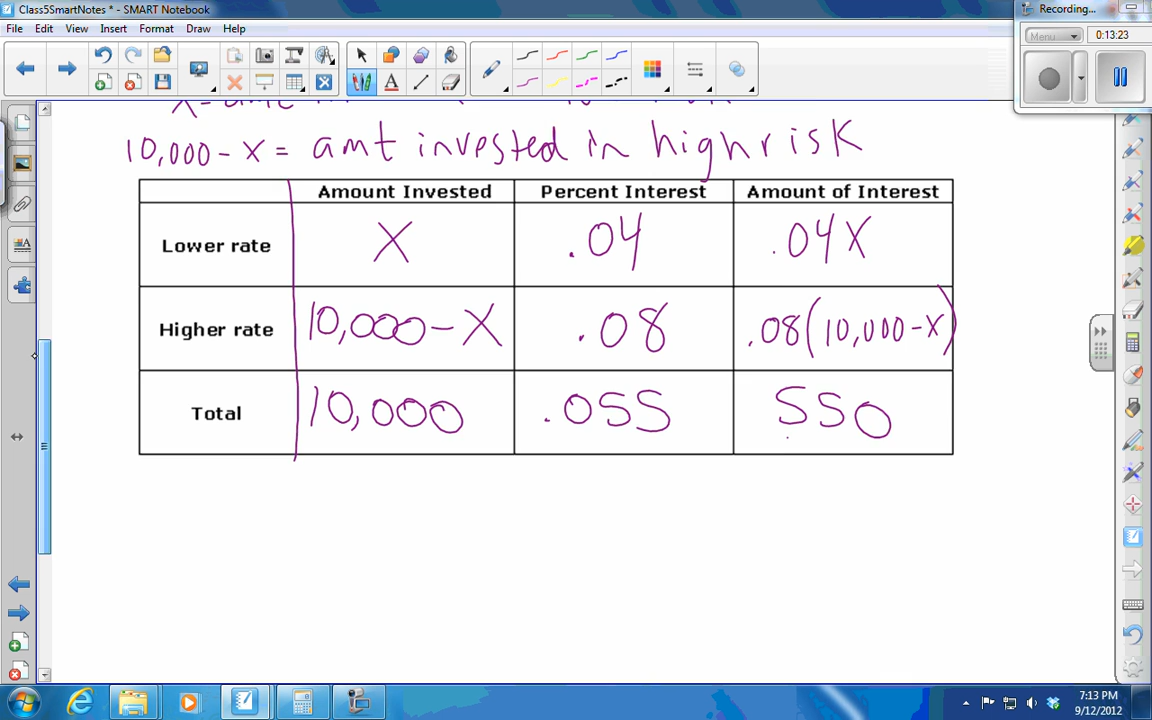 Class5SmartNotes * - SMART Notebook
Recording...
File Edit View Insert Format Draw Help
Menu
0:13:23
10,000 - X = amt invested in high risk
Amount Invested Percent Interest Amount of Interest
Lower rate X .04 .04X
Higher rate 10,000 - X .08 .08(10,000-X)
Total 10,000 .055 550
7:13 PM
9/12/2012